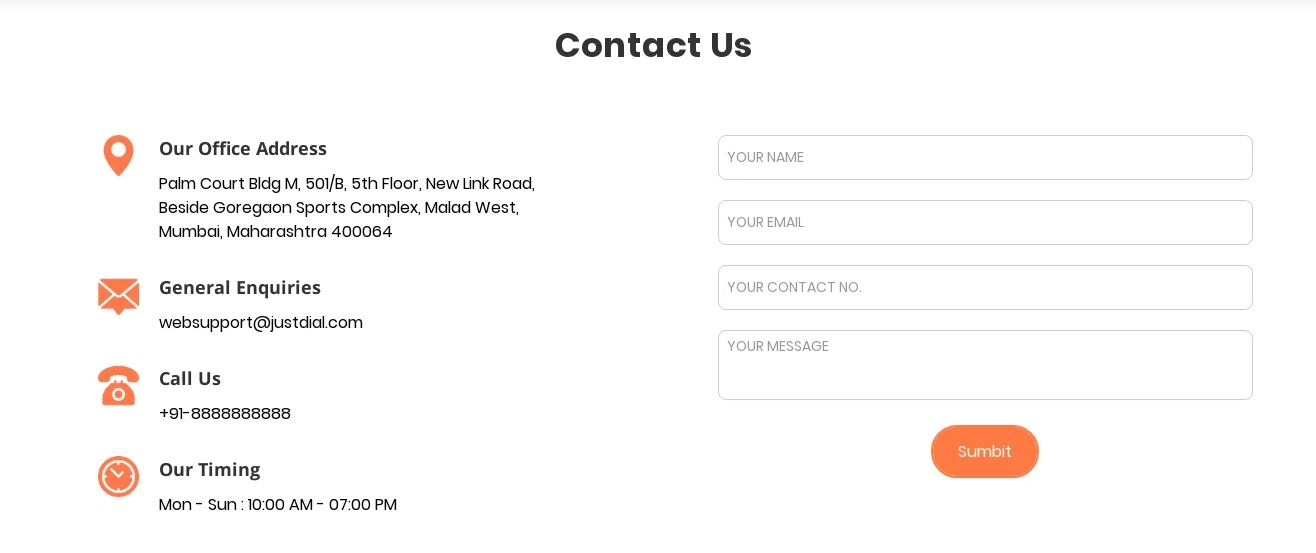 Contact Us
Our Office Address
Palm Court Bldg M, 501/B, 5th Floor, New Link Road,
Beside Goregaon Sports Complex, Malad West,
Mumbai, Maharashtra 400064
General Enquiries
websupport@justdial.com
Call Us
+91-8888888888
Our Timing
Mon - Sun : 10:00 AM - 07:00 PM
YOUR NAME
YOUR EMAIL
YOUR CONTACT NO.
YOUR MESSAGE
Sumbit